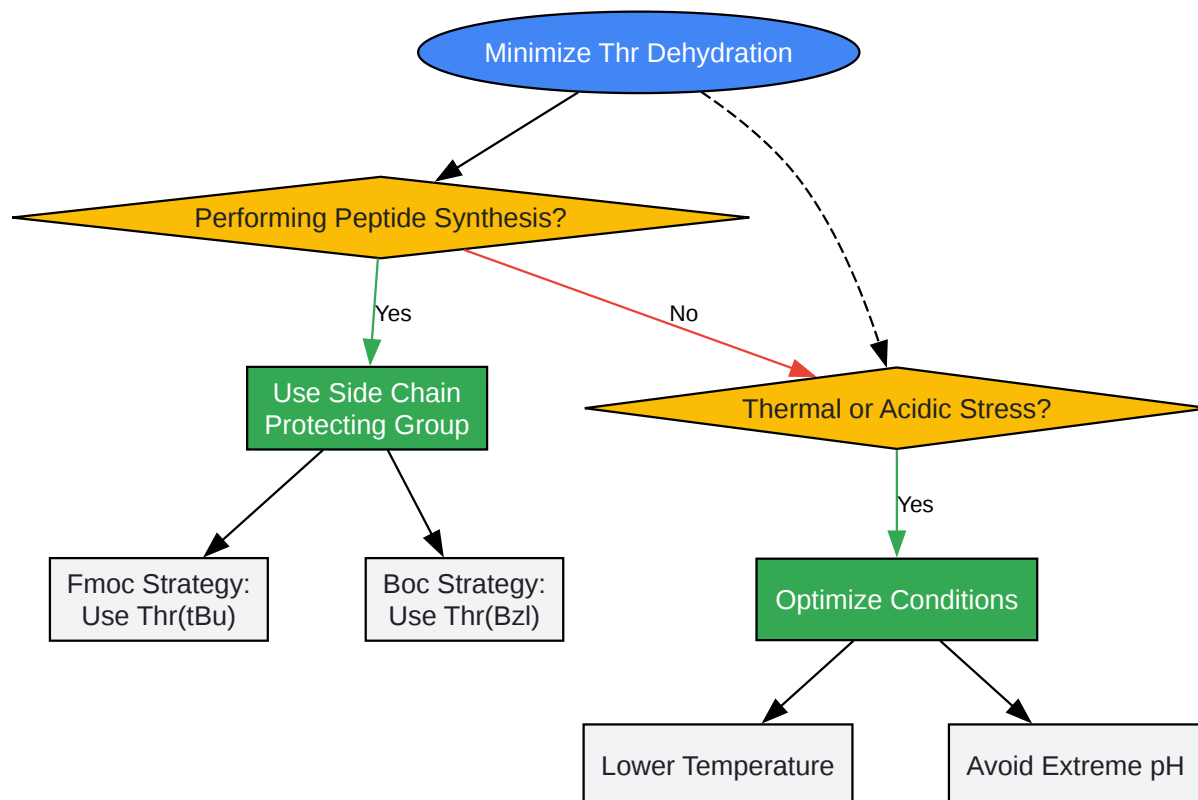 Minimize Thr Dehydration
Performing Peptide Synthesis?
Yes
No
Use Side Chain
Protecting Group
Thermal or Acidic Stress?
Yes
Fmoc Strategy:
Use Thr(tBu)
Boc Strategy:
Use Thr(Bzl)
Optimize Conditions
Lower Temperature
Avoid Extreme pH